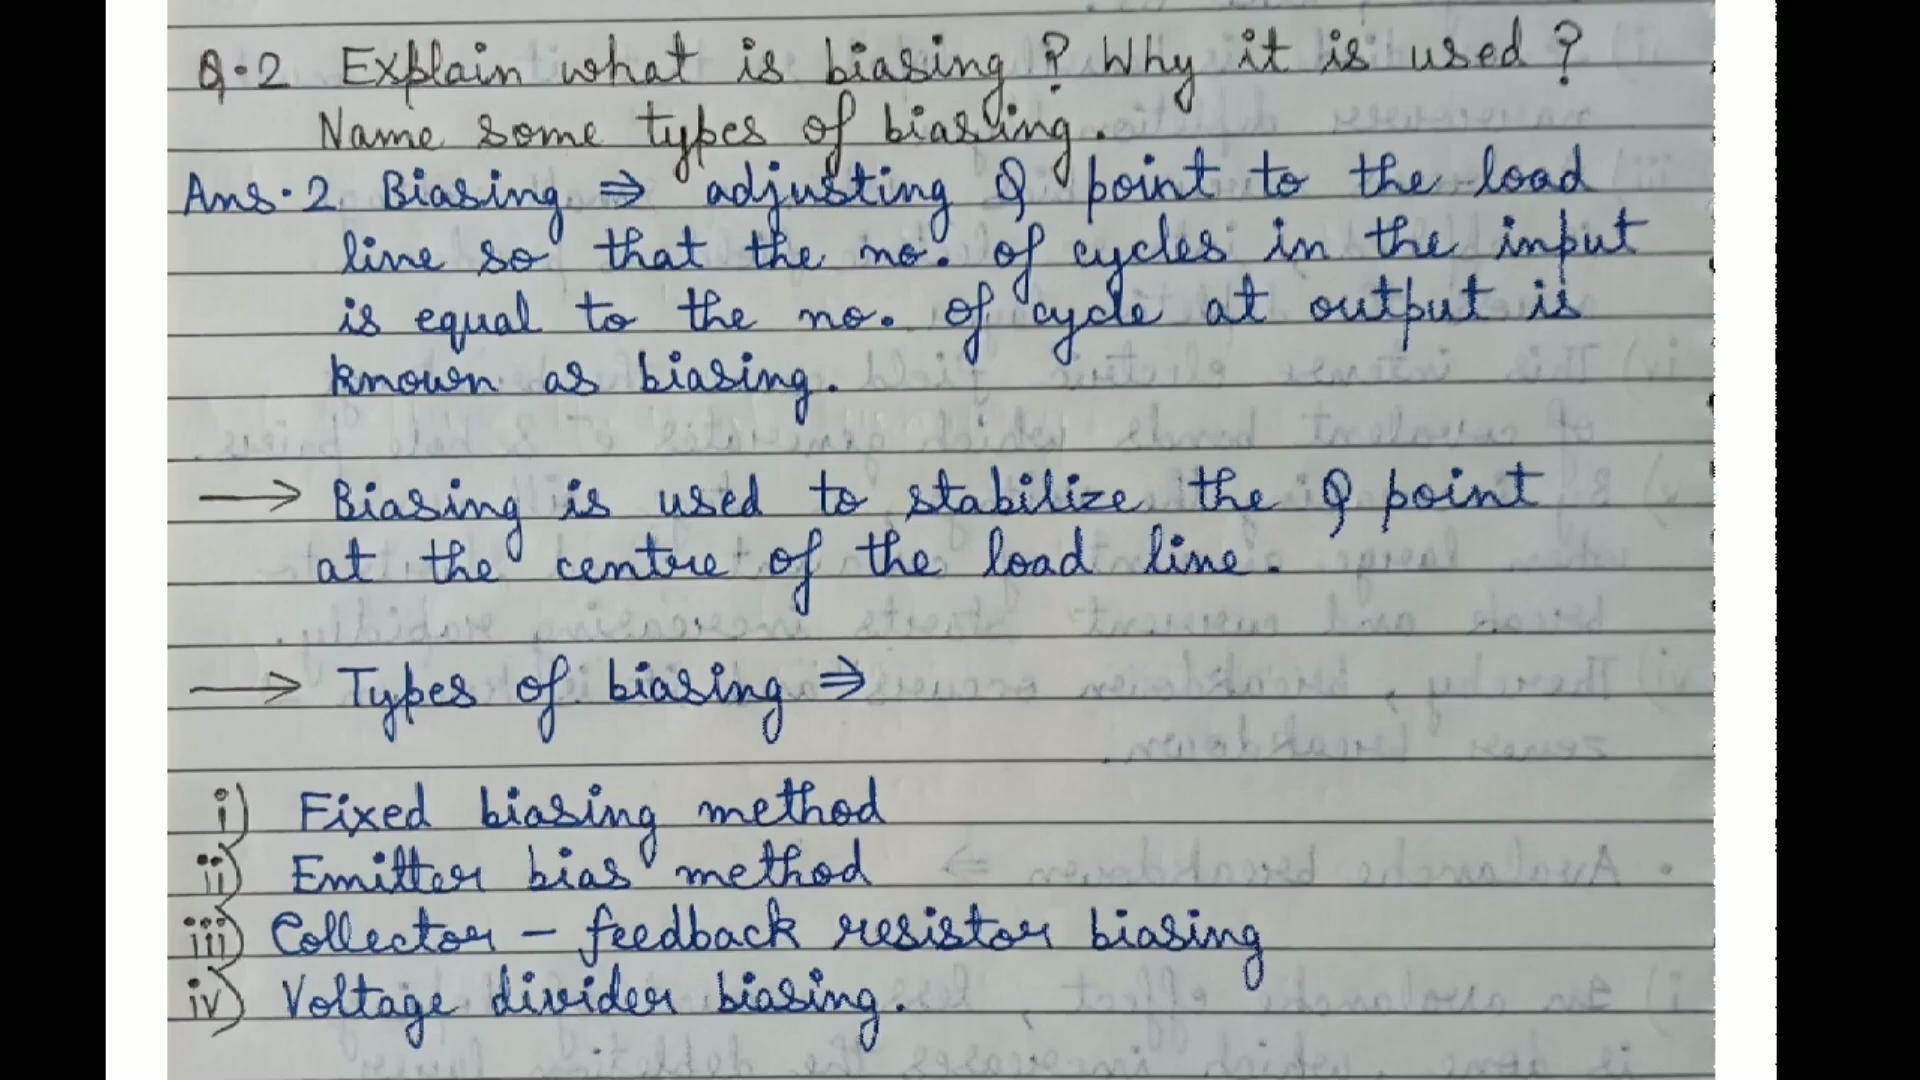 Q.2 Explain what is biasing? Why it is used?
Name some types of biasing.
Ans.2. Biasing ⇒ adjusting Q point to the load
line so that the no. of cycles in the input
is equal to the no. of cycle at output is
known as biasing.
→ Biasing is used to stabilize the Q point
at the centre of the load line.
→ Types of biasing ⇒
i) Fixed biasing method
ii) Emitter bias method
iii) Collector - feedback resistor biasing
iv) Voltage divider biasing.